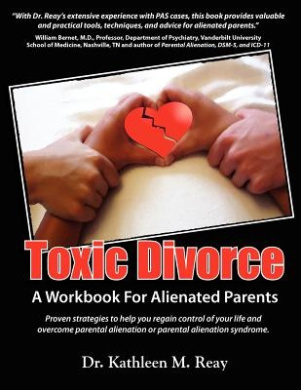 "With Dr. Reay's extensive experience with PAS cases, this book provides valuable
and practical tools, techniques, and advice for alienated parents."
William Bernet, M.D., Professor, Department of Psychiatry, Vanderbilt University
School of Medicine, Nashville, TN and author of Parental Alienation, DSM-5, and ICD-11
Toxic Divorce
A Workbook For Alienated Parents
Proven strategies to help you regain control of your life and
overcome parental alienation or parental alienation syndrome.
Dr. Kathleen M. Reay